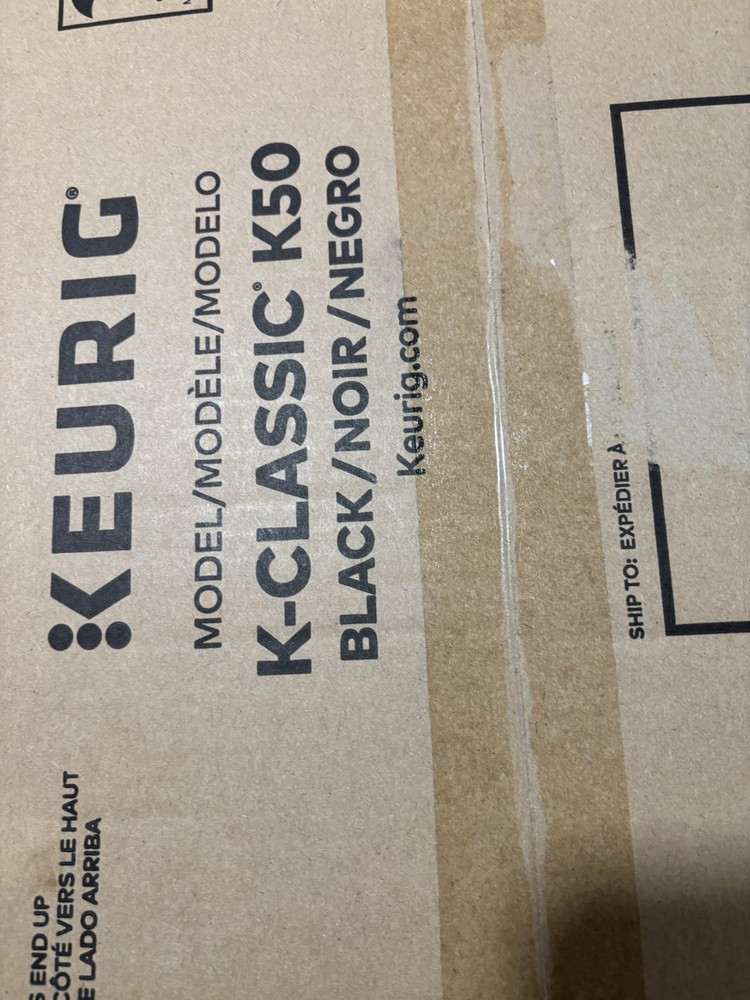 KEURIG®
MODEL/MODÈLE/MODELO
K-CLASSIC® K50
BLACK/NOIR/NEGRO
Keurig.com
SHIP TO: EXPÉDIER À :
END UP
CÔTÉ VERS LE HAUT
LADO ARRIBA